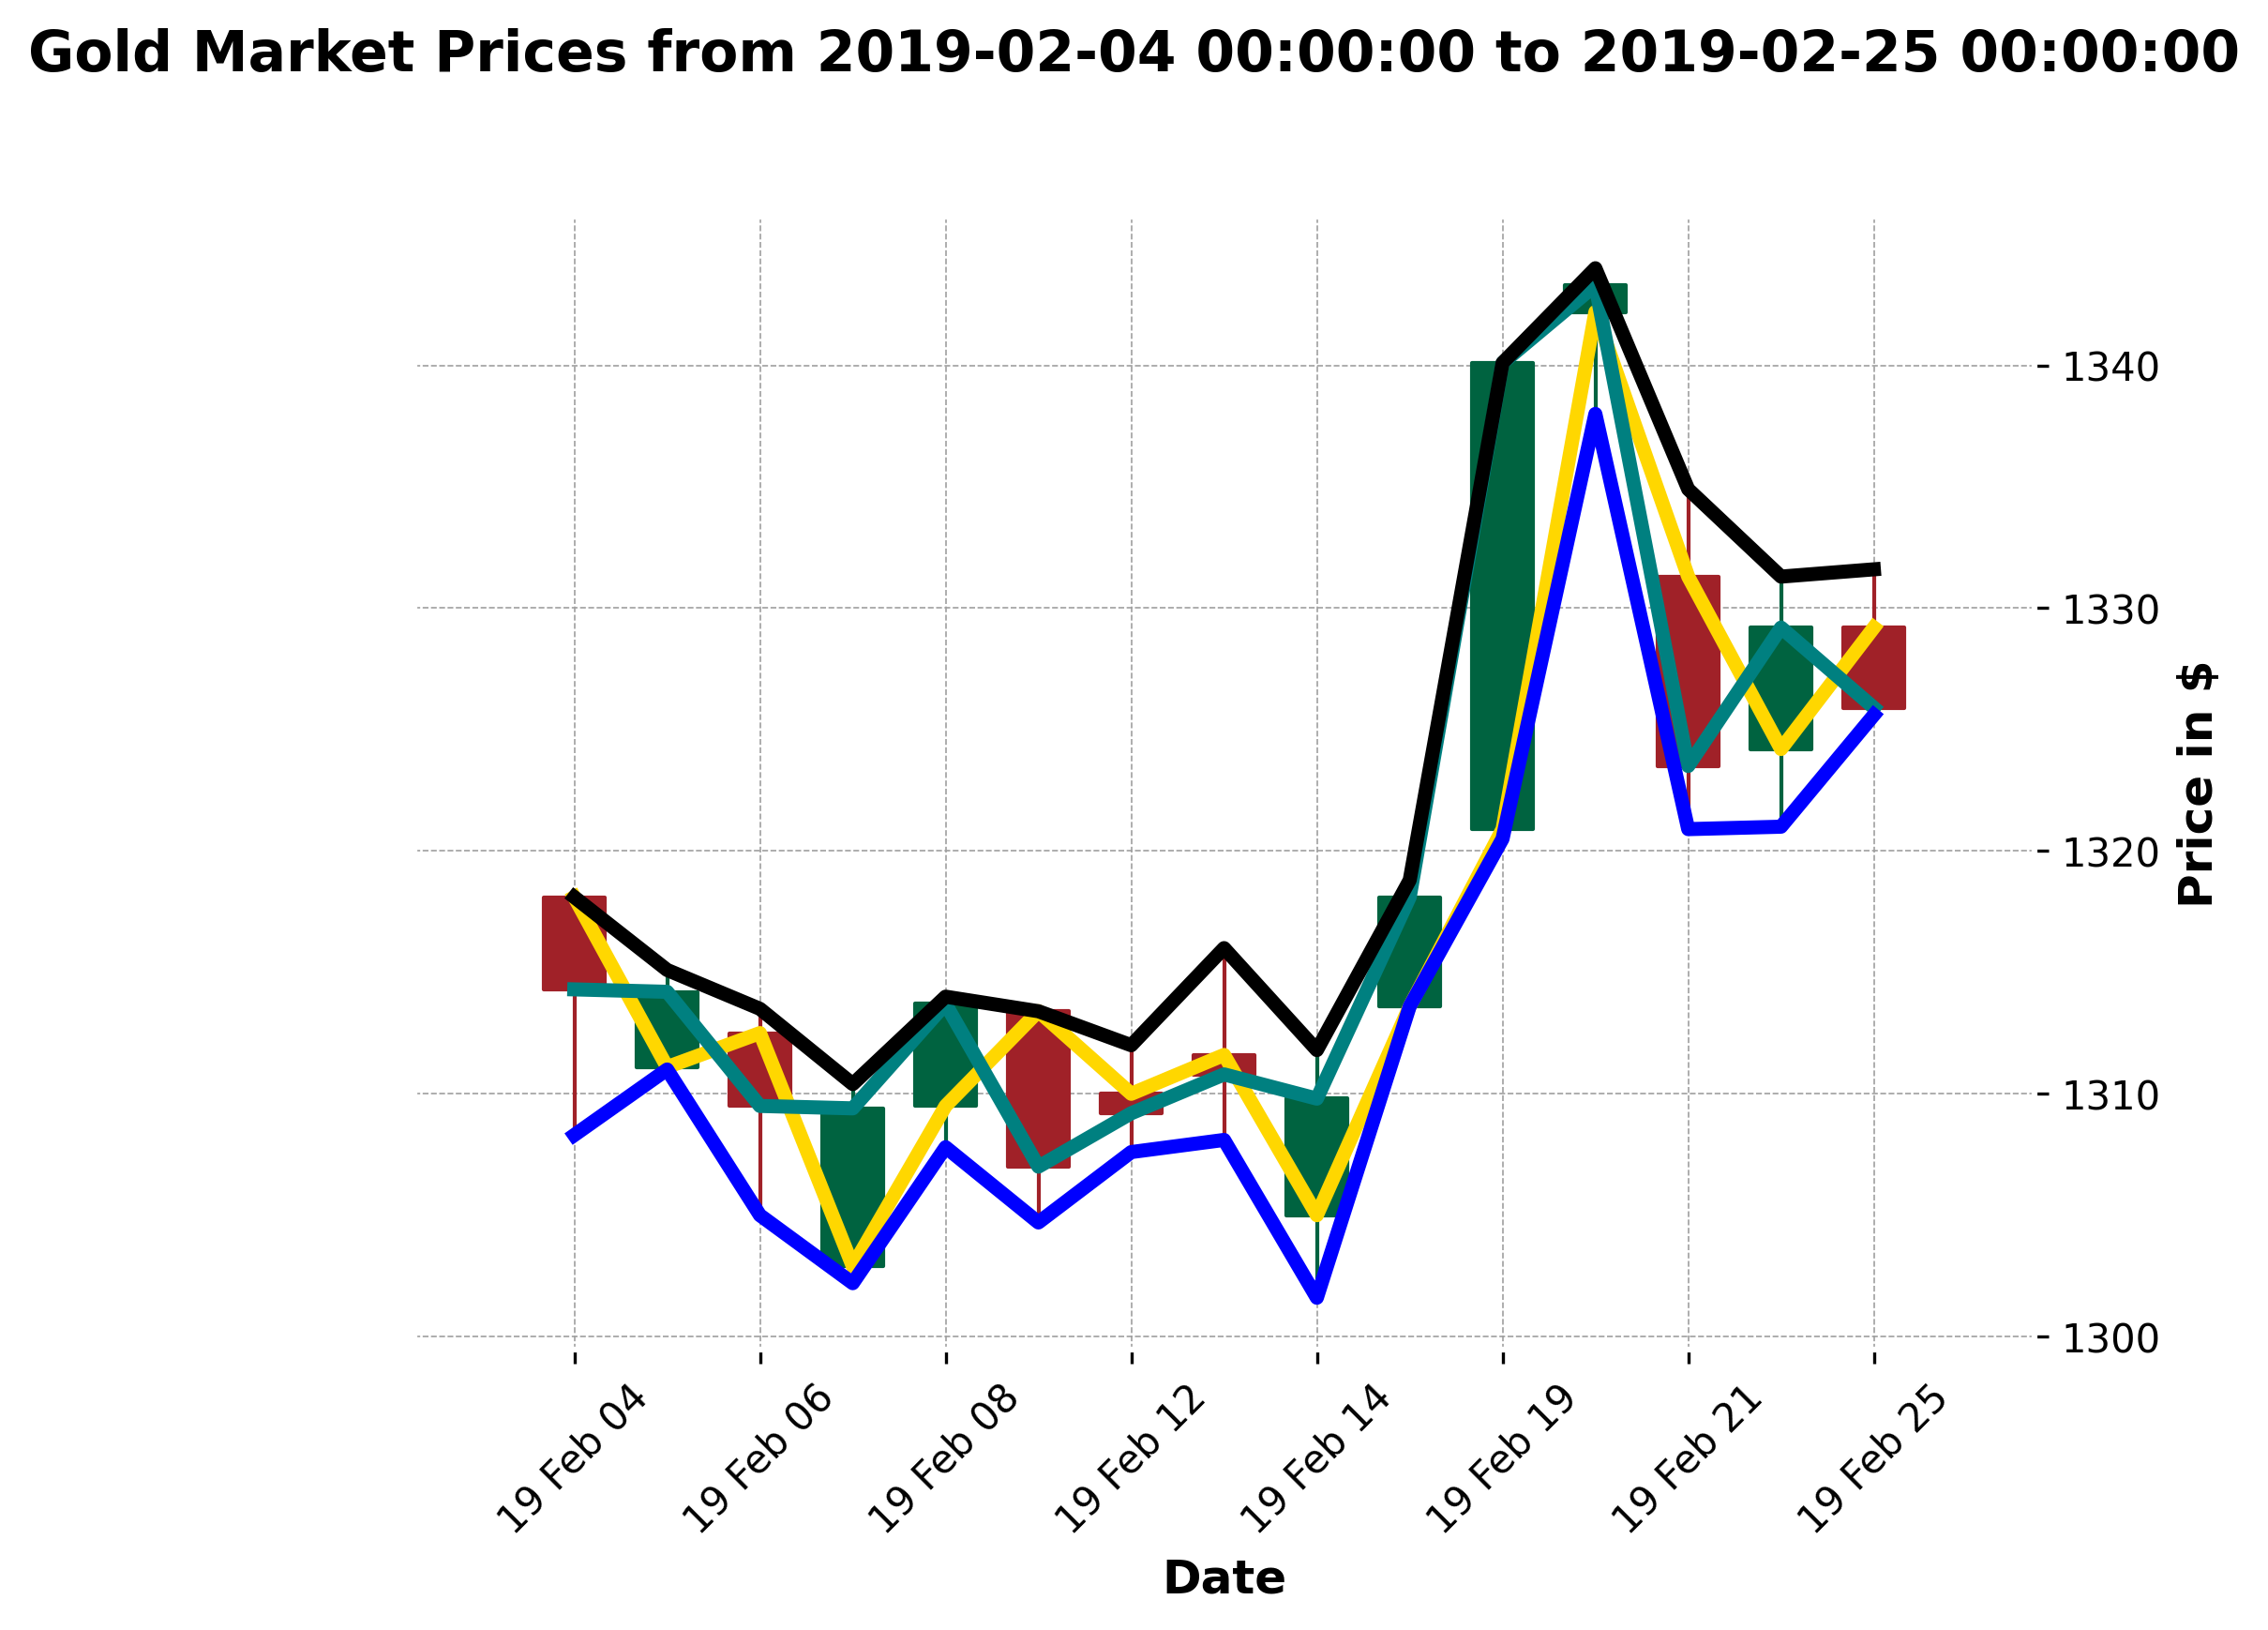 Gold Market Prices from 2019-02-04 00:00:00 to 2019-02-25 00:00:00
1340
1330
1320
1310
1300
Price in $
19 Feb 04
19 Feb 06
19 Feb 08
19 Feb 12
19 Feb 14
19 Feb 19
19 Feb 21
19 Feb 25
Date